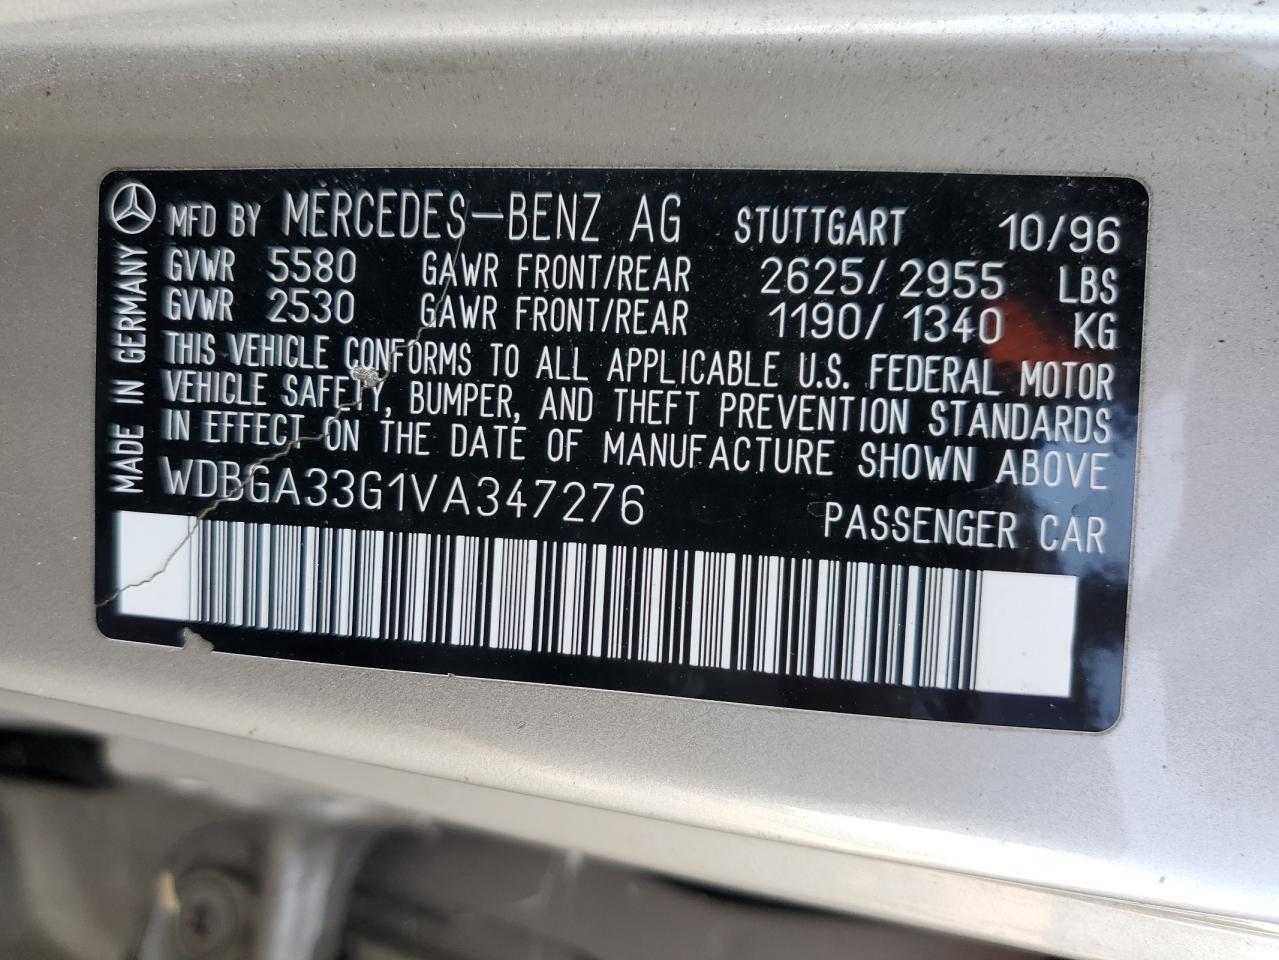 MFD BY MERCEDES-BENZ AG STUTTGART 10/96
GVWR 5580 GAWR FRONT/REAR 2625/2955 LBS
GVWR 2530 GAWR FRONT/REAR 1190/1340 KG
THIS VEHICLE CONFORMS TO ALL APPLICABLE U.S. FEDERAL MOTOR
VEHICLE SAFETY, BUMPER, AND THEFT PREVENTION STANDARDS
IN EFFECT ON THE DATE OF MANUFACTURE SHOWN ABOVE
WDBGA33G1VA347276 PASSENGER CAR
MADE IN GERMANY